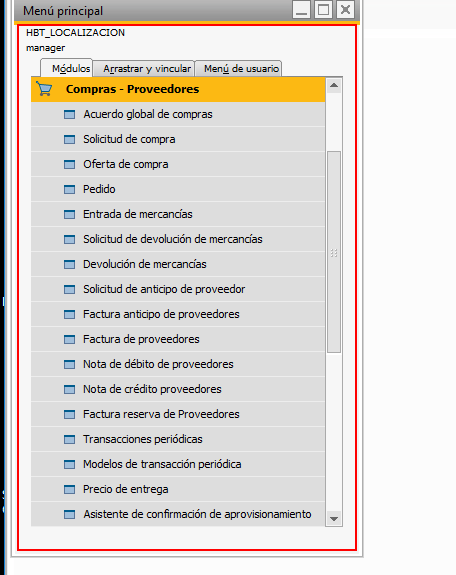 Menú principal
HBT_LOCALIZACION
manager
Módulos Arrastrar y vincular Menú de usuario
Compras - Proveedores
Acuerdo global de compras
Solicitud de compra
Oferta de compra
Pedido
Entrada de mercancías
Solicitud de devolución de mercancías
Devolución de mercancías
Solicitud de anticipo de proveedor
Factura anticipo de proveedores
Factura de proveedores
Nota de débito de proveedores
Nota de crédito proveedores
Factura reserva de Proveedores
Transacciones periódicas
Modelos de transacción periódica
Precio de entrega
Asistente de confirmación de aprovisionamiento